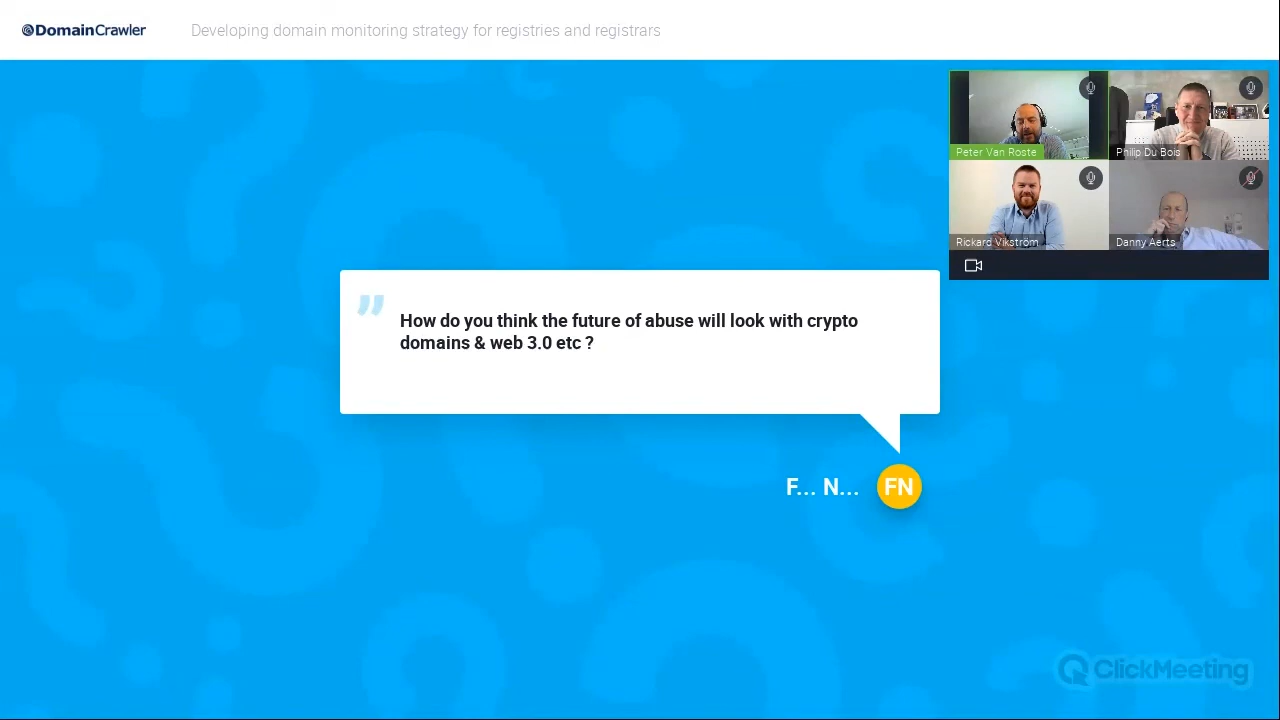 DomainCrawler
Developing domain monitoring strategy for registries and registrars
Peter Van Roste
Philip Du Bois
Rickard Vikström
Danny Aerts
How do you think the future of abuse will look with crypto
domains & web 3.0 etc ?
F... N...
FN
ClickMeeting